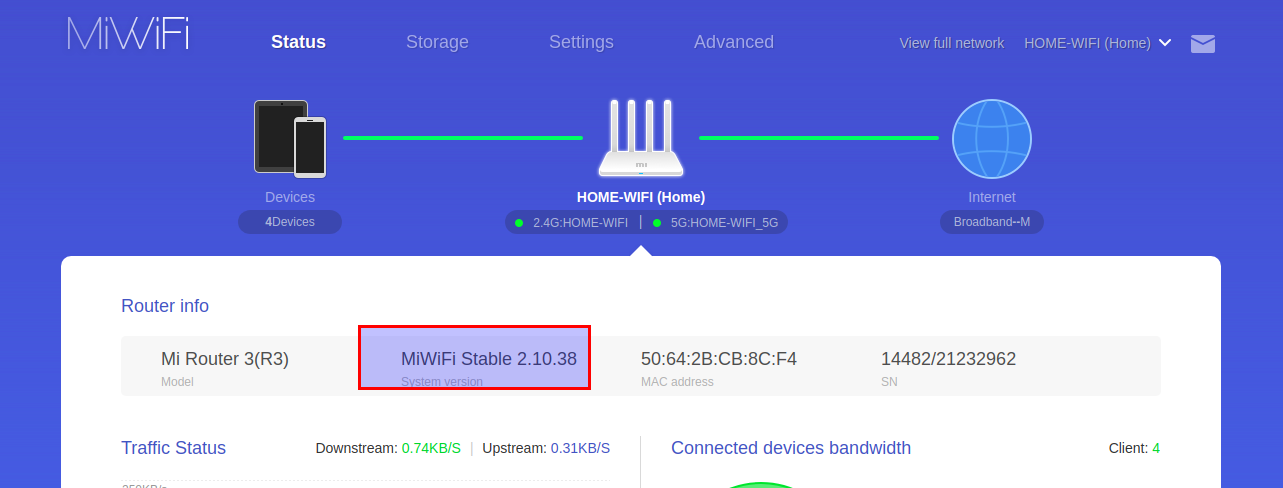 MiWiFi Status Storage Settings Advanced View full network HOME-WIFI (Home)
mi
Devices HOME-WIFI (Home) Internet
4Devices 2.4G:HOME-WIFI | 5G:HOME-WIFI_5G Broadband--M
Router info
Mi Router 3(R3) MiWiFi Stable 2.10.38 50:64:2B:CB:8C:F4 14482/21232962
Model System version MAC address SN
Traffic Status Downstream: 0.74KB/S | Upstream: 0.31KB/S Connected devices bandwidth Client: 4